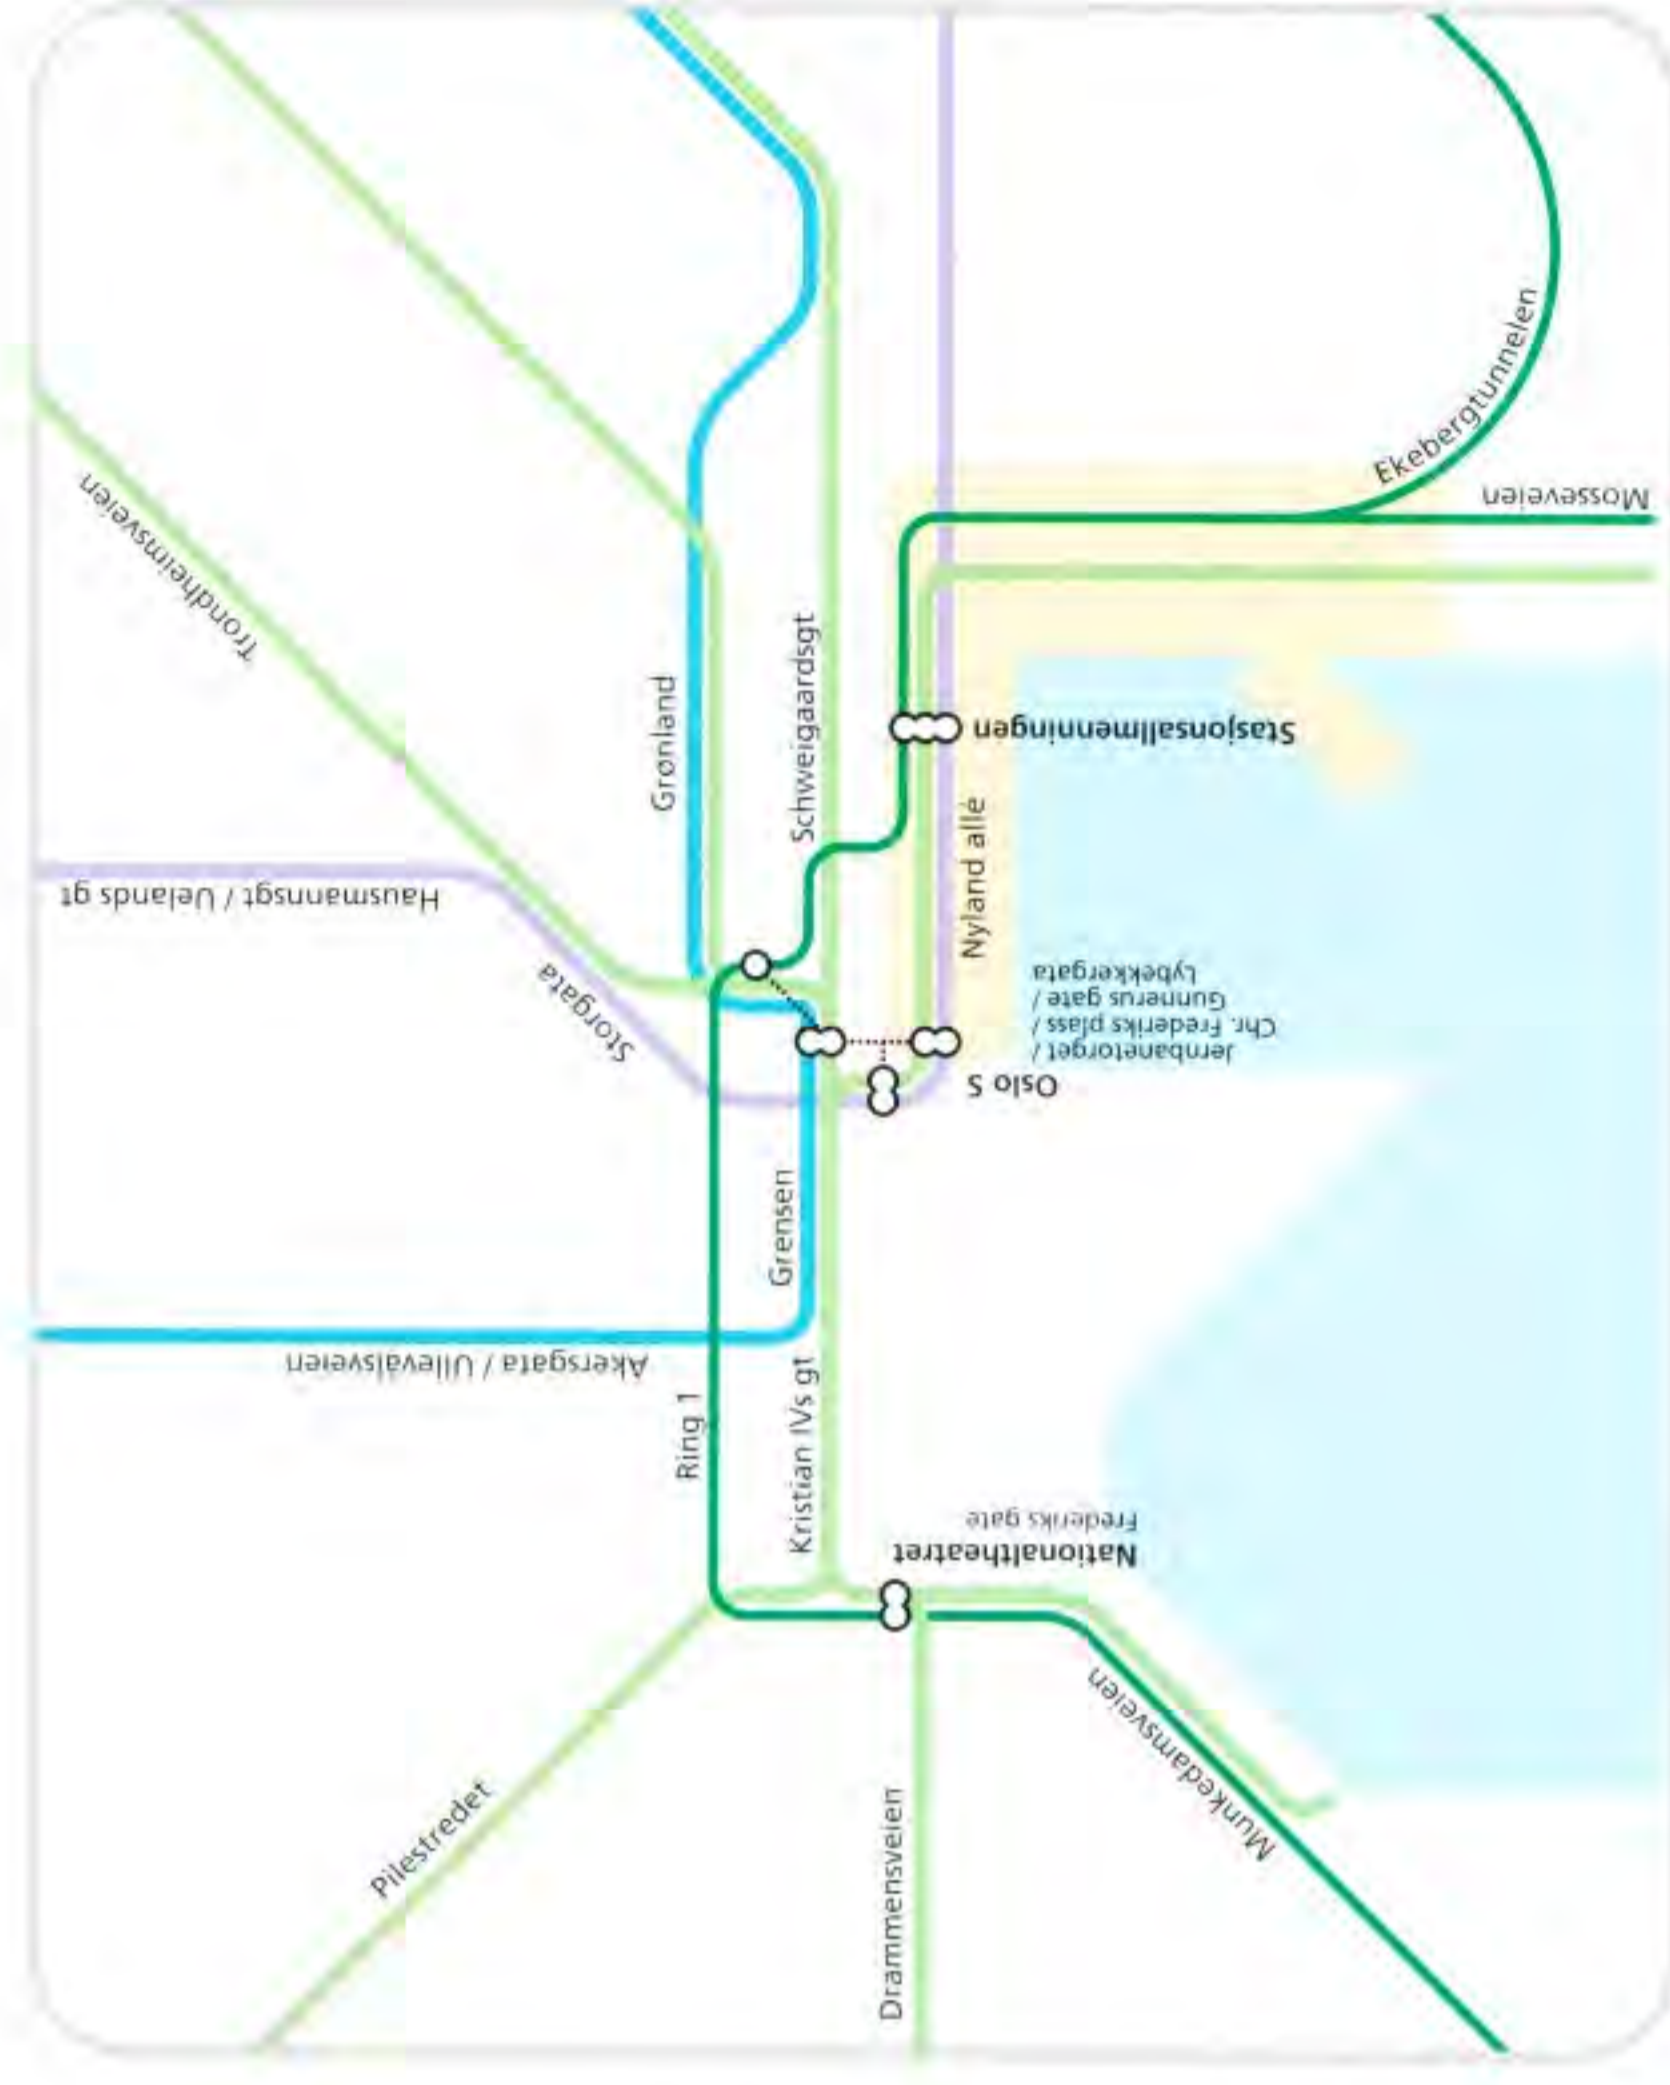 Hausmannsgt / Uelands gt
Trondheimsveien
Akersgata / Ullevålsveien
Pilestredet
Storgata
Grønland
Ring 1
Grensen
Kristian IVs gt
Schweigaardsgt
Drammensveien
Nationaltheatret
Frederiks gate
Nyland allé
Oslo S
Jernbanetorget /
Chr. Frederiks plass /
Gunnerus gate /
Lybekkergata
Stasjonsallmenningen
Munkedamsveien
Ekebergtunnelen
Mosseveien